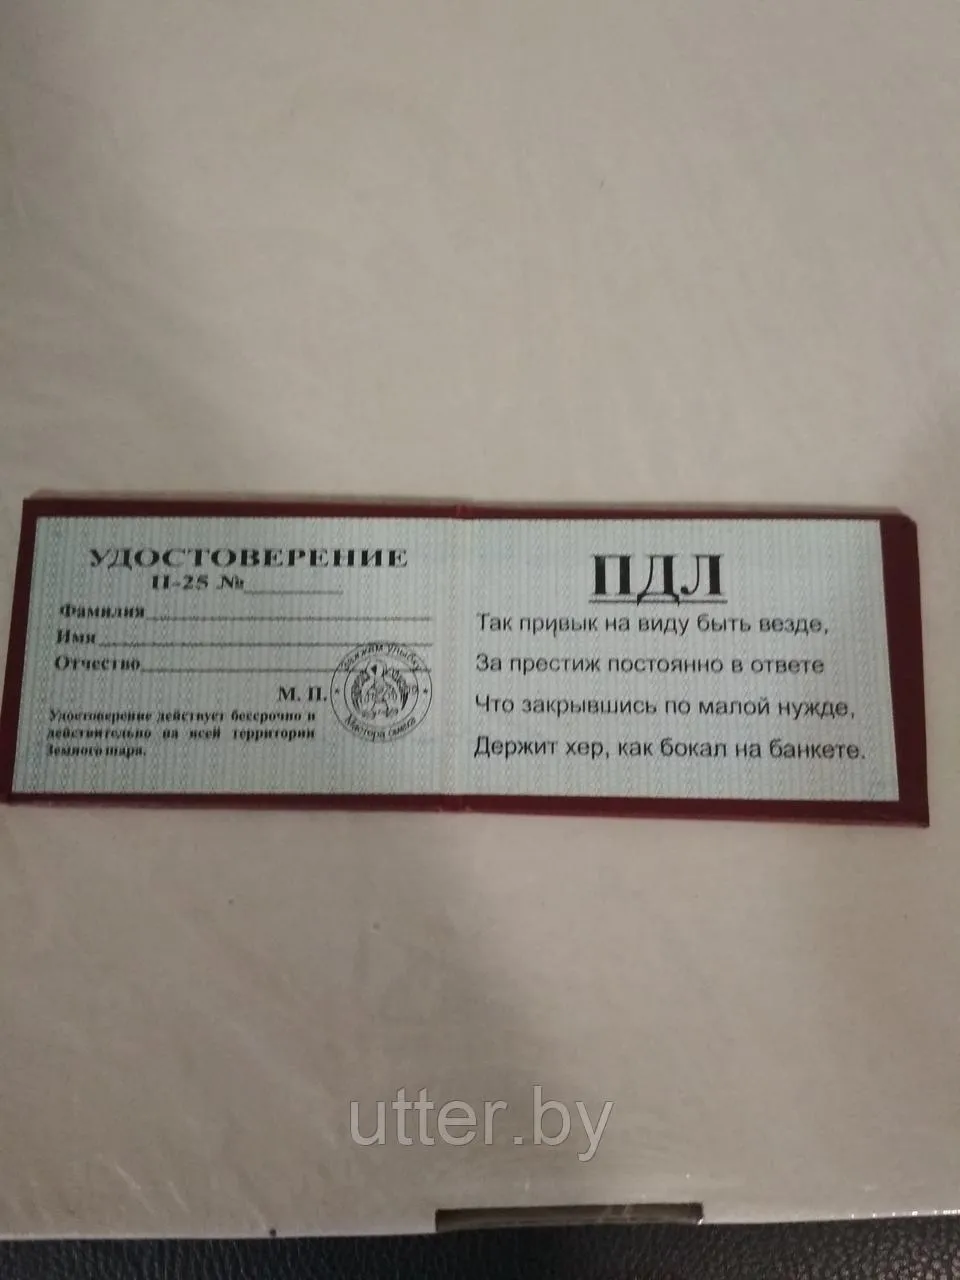 УДОСТОВЕРЕНИЕ
П-25 №
Фамилия
Имя
Отчество
М. П.
Удостоверение действует бессрочно и
действительно на всей территории
Земного шара.
Мастера смеха
ПДЛ
Так привык на виду быть везде,
За престиж постоянно в ответе
Что закрывшись по малой нужде,
Держит хер, как бокал на банкете.
utter.by